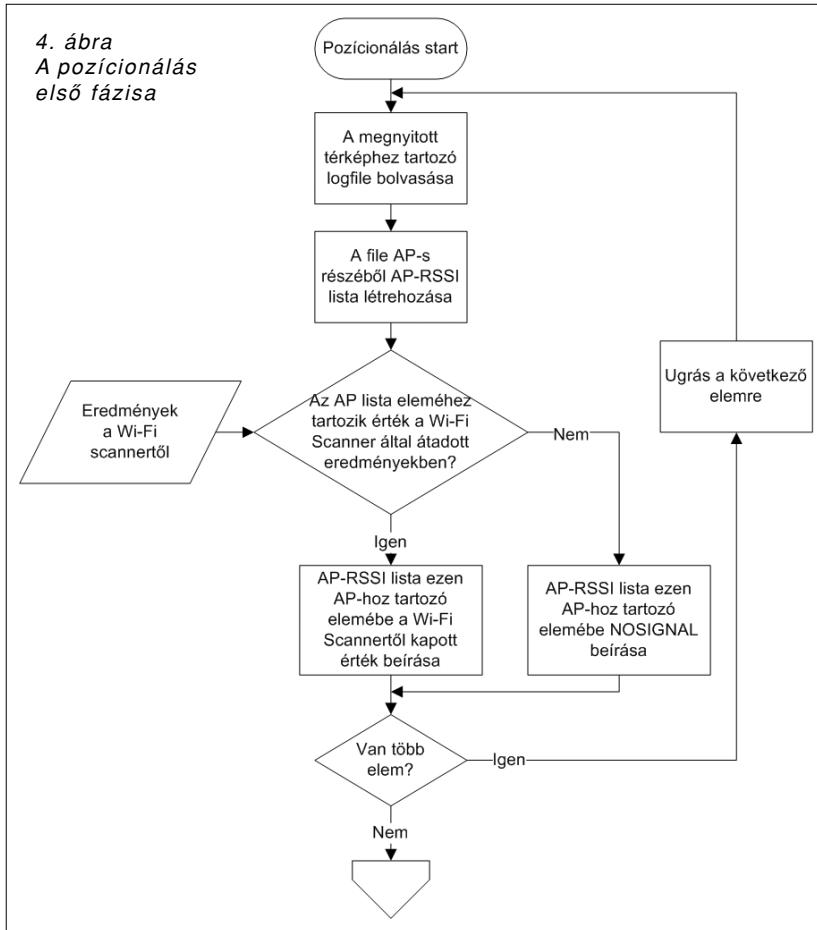 4. ábra
A pozícionálás
első fázisa
Pozícionálás start
A megnyitott
térképhez tartozó
logfile bolvasása
A file AP-s
részéből AP-RSSI
lista létrehozása
Eredmények
a Wi-Fi
scannertől
Az AP lista eleméhez
tartozik érték a Wi-Fi
Scanner által átadott
eredményekben?
Nem
Ugrás a következő
elemre
Igen
AP-RSSI lista ezen
AP-hoz tartozó
elemébe a Wi-Fi
Scannertől kapott
érték beírása
AP-RSSI lista ezen
AP-hoz tartozó
elemébe NOSIGNAL
beírása
Van több
elem?
Igen
Nem